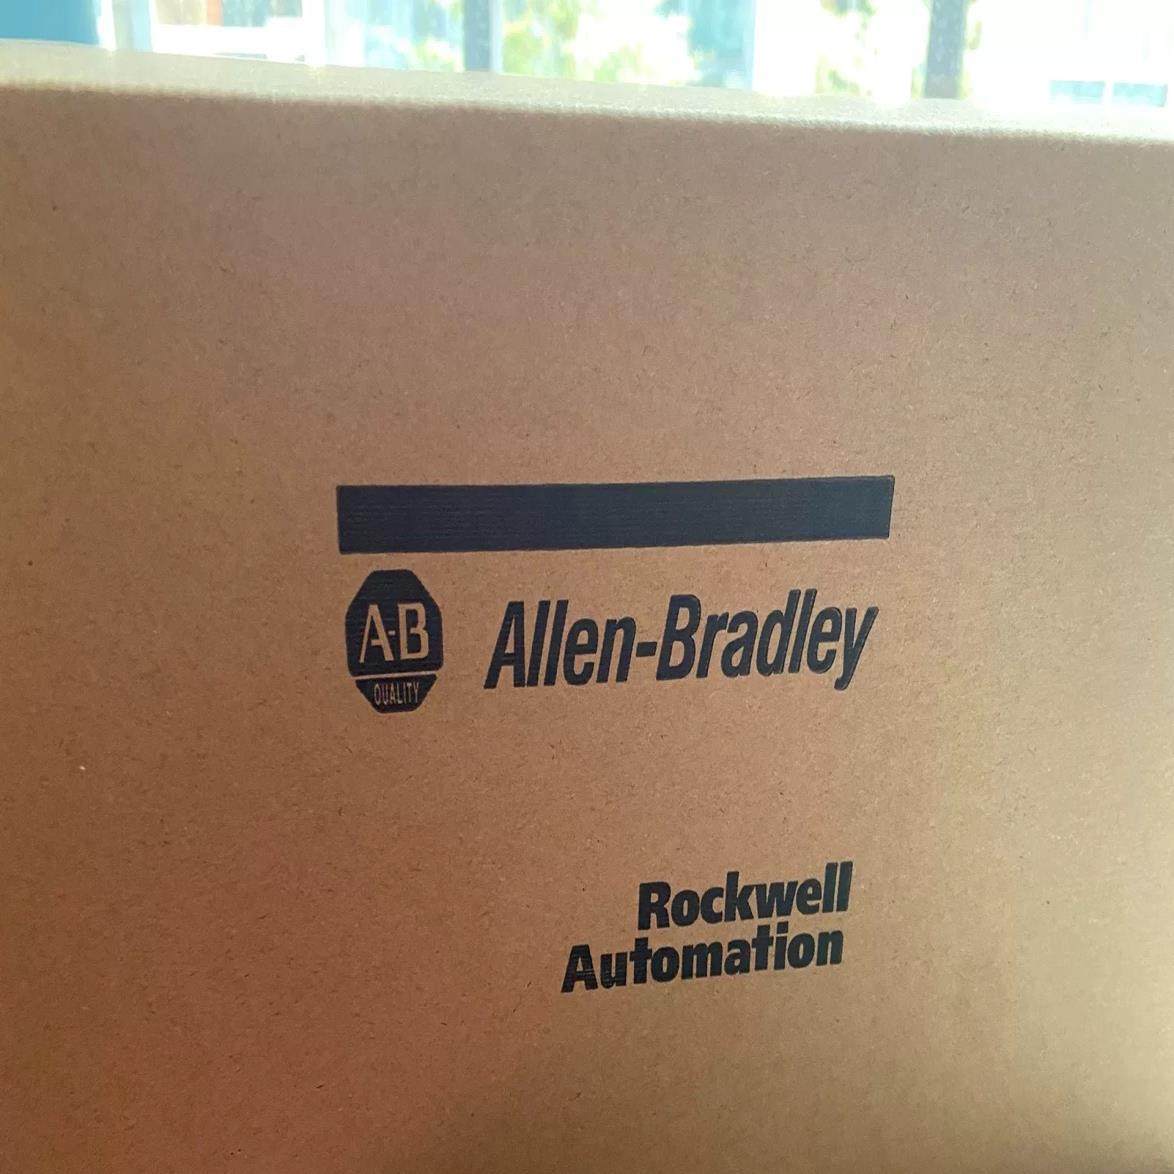 A-B
QUALITY
Allen-Bradley
Rockwell
Automation